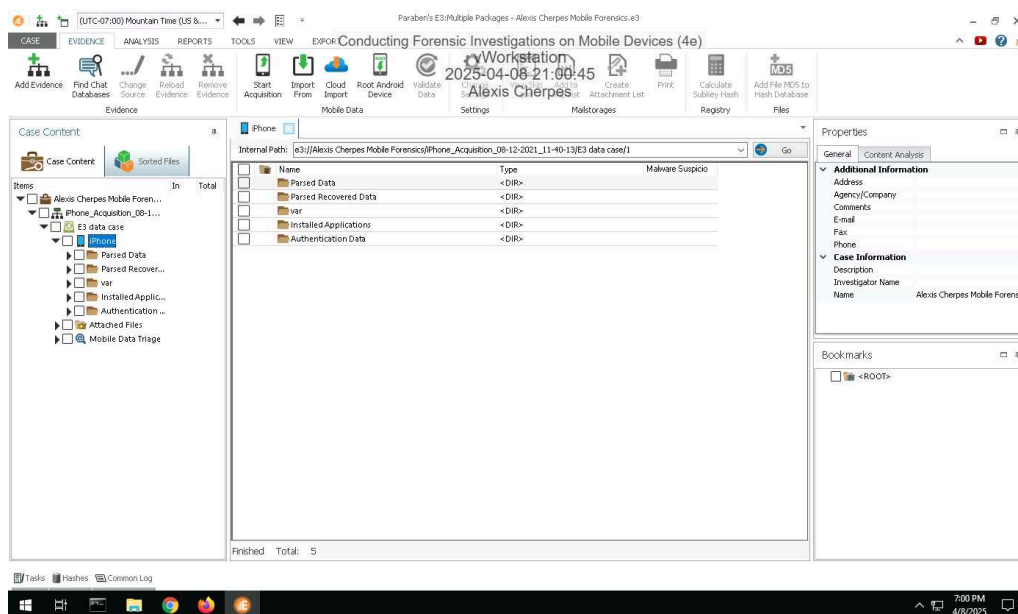 (UTC-07:00) Mountain Time (US &...
Paraben's E3:Multiple Packages - Alexis Cherpes Mobile Forensics.e3
CASE EVIDENCE ANALYSIS REPORTS TOOLS VIEW EXPOR
Conducting Forensic Investigations on Mobile Devices (4e)
vWorkstation
2025-04-08 21:00:45
Alexis Cherpes
Add Evidence
Find Chat Databases
Change Source
Reload Evidence
Remove Evidence
Evidence
Start Acquisition
Import From
Cloud Import
Root Android Device
Validate Data
Mobile Data
Settings
Create
Attachment List
Print
Mailstorages
Calculate Subkey Hash
Registry
MD5
Add File MD5 to Hash Database
Files
Case Content
Case Content Sorted Files
Items In Total
Alexis Cherpes Mobile Foren...
iPhone_Acquisition_08-1...
E3 data case
iPhone
Parsed Data
Parsed Recover...
var
Installed Applic...
Authentication ...
Attached Files
Mobile Data Triage
iPhone
Internal Path: e3://Alexis Cherpes Mobile Forensics/iPhone_Acquisition_08-12-2021_11-40-13/E3 data case/1 Go
Name Type Malware Suspicio
Parsed Data <DIR>
Parsed Recovered Data <DIR>
var <DIR>
Installed Applications <DIR>
Authentication Data <DIR>
Finished Total: 5
Properties
General Content Analysis
Additional Information
Address
Agency/Company
Comments
E-mail
Fax
Phone
Case Information
Description
Investigator Name
Name Alexis Cherpes Mobile Forens
Bookmarks
<ROOT>
Tasks Hashes Common Log
7:00 PM
4/8/2025